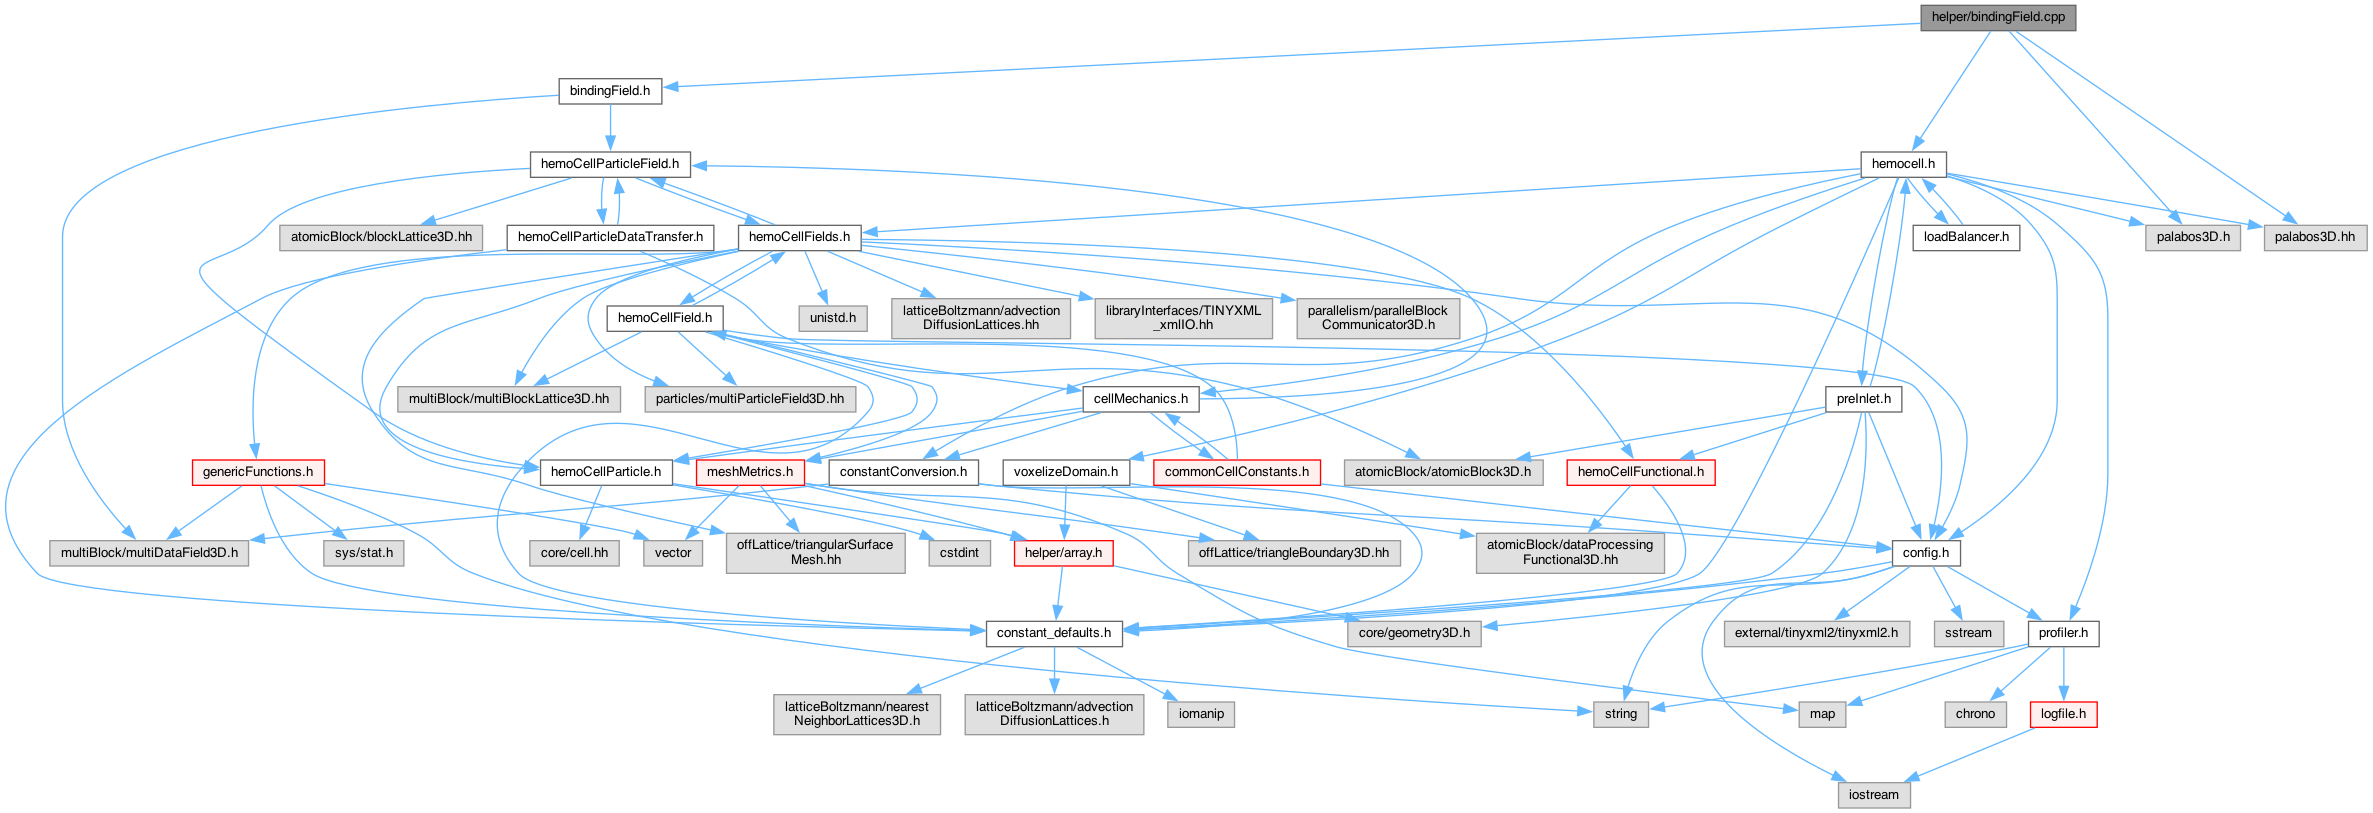 helper/bindingField.cpp
bindingField.h
hemoCellParticleField.h
hemocell.h
atomicBlock/blockLattice3D.hh
hemoCellParticleDataTransfer.h
hemoCellFields.h
loadBalancer.h
palabos3D.h
palabos3D.hh
hemoCellField.h
unistd.h
latticeBoltzmann/advection
DiffusionLattices.hh
libraryInterfaces/TINYXML
_xmlIO.hh
parallelism/parallelBlock
Communicator3D.h
multiBlock/multiBlockLattice3D.hh
particles/multiParticleField3D.hh
cellMechanics.h
preInlet.h
genericFunctions.h
hemoCellParticle.h
meshMetrics.h
constantConversion.h
voxelizeDomain.h
commonCellConstants.h
atomicBlock/atomicBlock3D.h
hemoCellFunctional.h
multiBlock/multiDataField3D.h
sys/stat.h
core/cell.hh
vector
offLattice/triangularSurface
Mesh.hh
cstdint
helper/array.h
offLattice/triangleBoundary3D.hh
atomicBlock/dataProcessing
Functional3D.hh
config.h
constant_defaults.h
core/geometry3D.h
external/tinyxml2/tinyxml2.h
sstream
profiler.h
latticeBoltzmann/nearest
NeighborLattices3D.h
latticeBoltzmann/advection
DiffusionLattices.h
iomanip
string
map
chrono
logfile.h
iostream